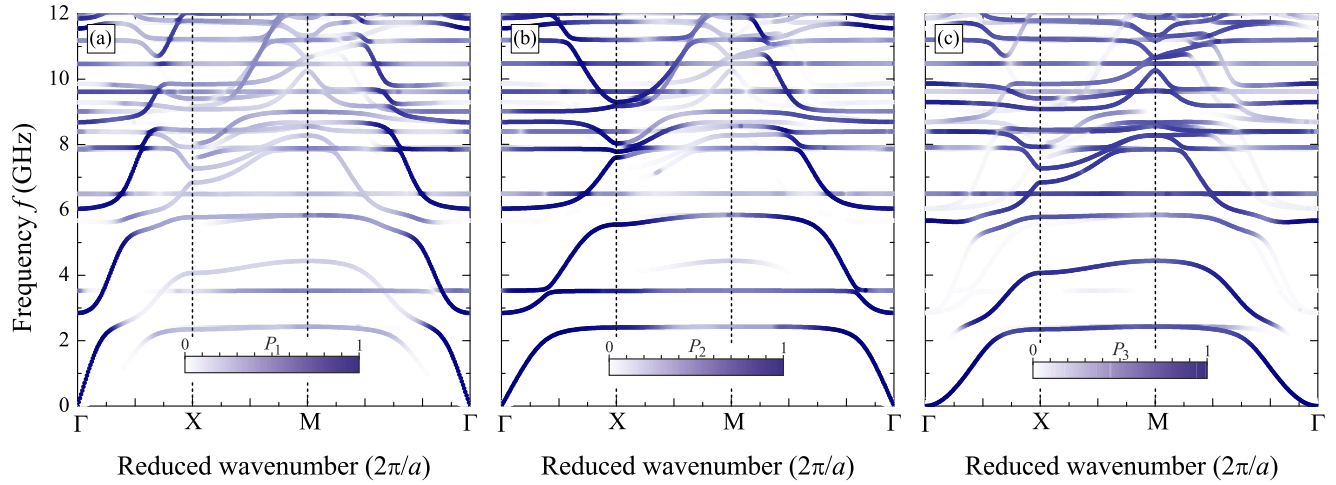 (a)
(b)
(c)
12
10
8
6
4
2
0
Frequency f (GHz)
0 P1 1
0 P2 1
0 P3 1
Γ X M Γ
Γ X M Γ
Γ X M Γ
Reduced wavenumber (2π/a)
Reduced wavenumber (2π/a)
Reduced wavenumber (2π/a)